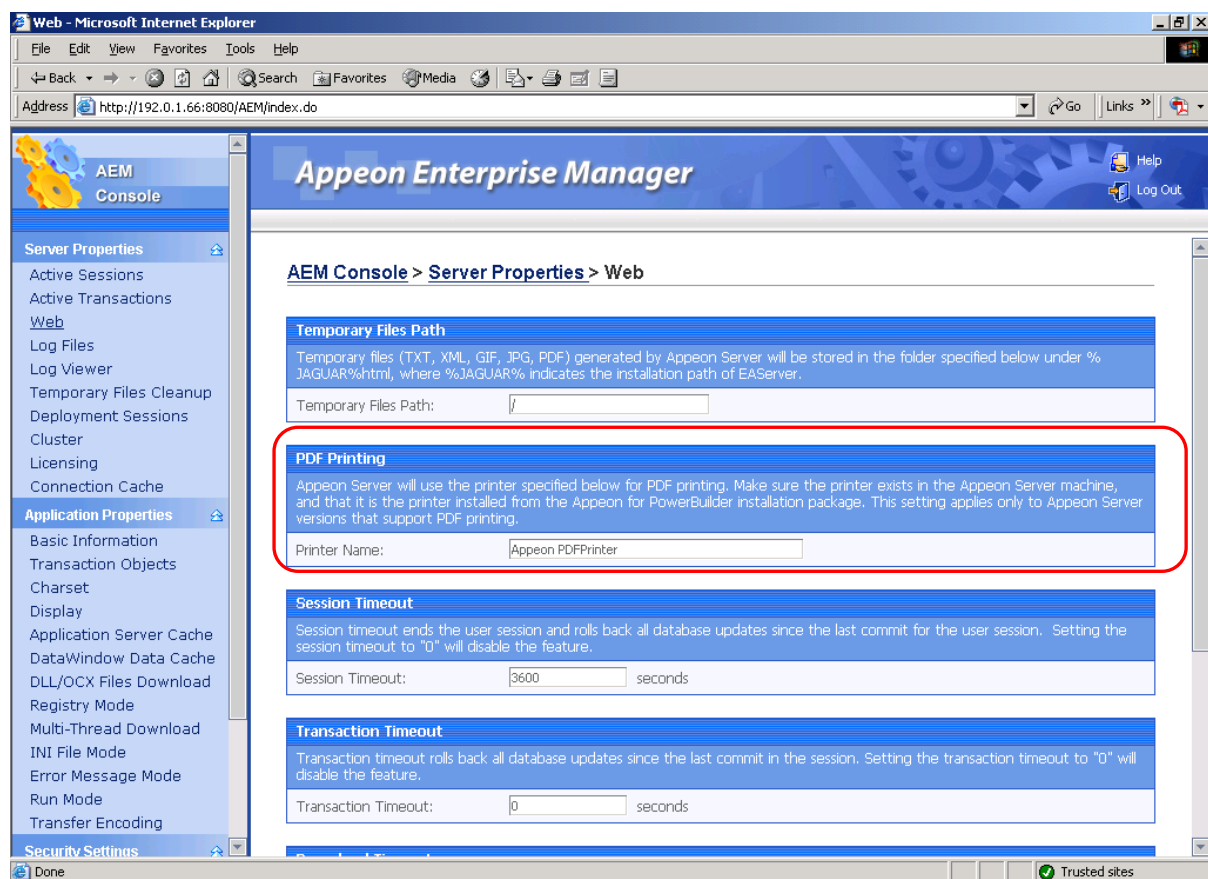 Web - Microsoft Internet Explorer
File Edit View Favorites Tools Help
Back Search Favorites Media
Address http://192.0.1.66:8080/AEM/index.do Go Links »
AEM
Console
Appeon Enterprise Manager
Help
Log Out
Server Properties
Active Sessions
Active Transactions
Web
Log Files
Log Viewer
Temporary Files Cleanup
Deployment Sessions
Cluster
Licensing
Connection Cache
Application Properties
Basic Information
Transaction Objects
Charset
Display
Application Server Cache
DataWindow Data Cache
DLL/OCX Files Download
Registry Mode
Multi-Thread Download
INI File Mode
Error Message Mode
Run Mode
Transfer Encoding
Security Settings
AEM Console > Server Properties > Web
Temporary Files Path
Temporary files (TXT, XML, GIF, JPG, PDF) generated by Appeon Server will be stored in the folder specified below under %
JAGUAR%html, where %JAGUAR% indicates the installation path of EAServer.
Temporary Files Path: /
PDF Printing
Appeon Server will use the printer specified below for PDF printing. Make sure the printer exists in the Appeon Server machine,
and that it is the printer installed from the Appeon for PowerBuilder installation package. This setting applies only to Appeon Server
versions that support PDF printing.
Printer Name: Appeon PDFPrinter
Session Timeout
Session timeout ends the user session and rolls back all database updates since the last commit for the user session. Setting the
session timeout to "0" will disable the feature.
Session Timeout: 3600 seconds
Transaction Timeout
Transaction timeout rolls back all database updates since the last commit in the session. Setting the transaction timeout to "0" will
disable the feature.
Transaction Timeout: 0 seconds
Done
Trusted sites